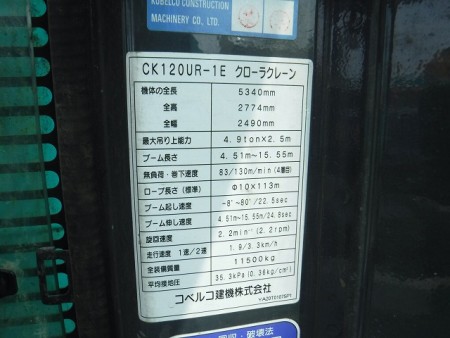 KOBELCO CONSTRUCTION
MACHINERY CO., LTD.
CK120UR-1E クローラクレーン
機体の全長 5340mm
全高 2774mm
全幅 2490mm
最大吊り上能力 4.9ton×2.5m
ブーム長さ 4.51m~15.55m
無負荷・巻下速度 83/130m/min(4層目)
ロープ長さ(標準) Φ10×113m
ブーム起し速度 -8°~80°/22.5sec
ブーム伸し速度 4.51m~15.55m/24.8sec
旋回速度 2.2min⁻¹(2.2rpm)
走行速度 1速/2速 1.9/3.3km/h
全装備質量 11500kg
平均接地圧 35.3kPa(0.36kg/cm²)
コベルコ建機株式会社